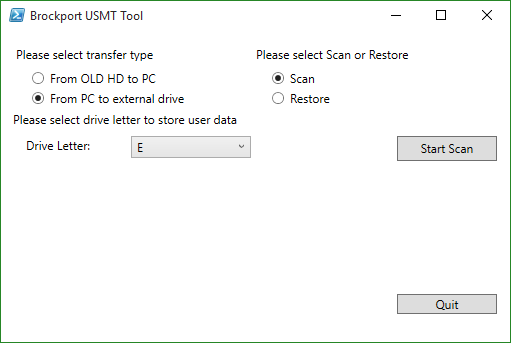 Brockport USMT Tool
Please select transfer type
Please select Scan or Restore
From OLD HD to PC
Scan
From PC to external drive
Restore
Please select drive letter to store user data
Drive Letter:
E
Start Scan
Quit